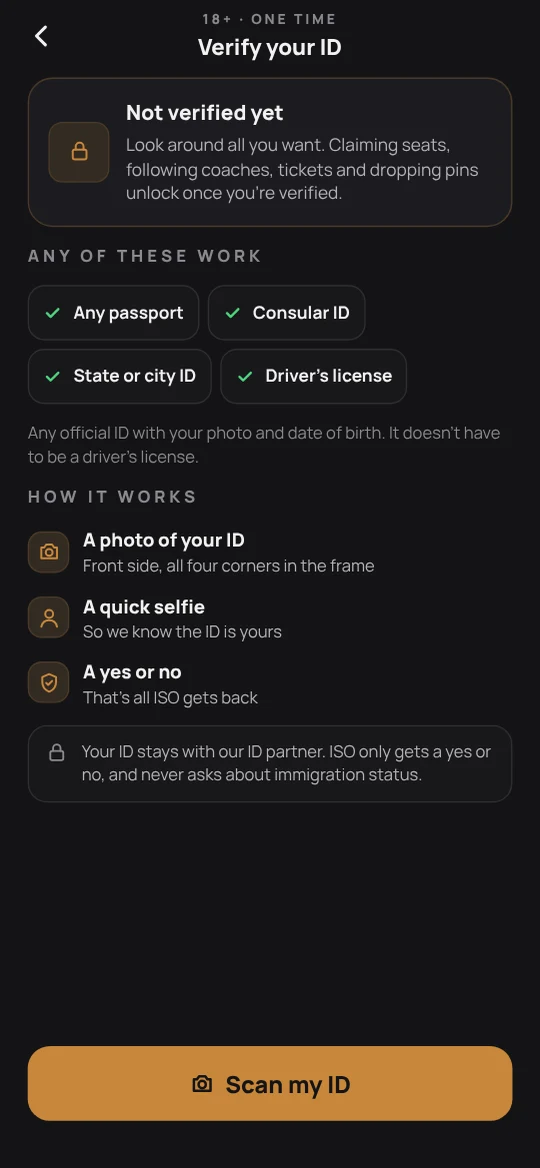 18+ · ONE TIME
Verify your ID
Not verified yet
Look around all you want. Claiming seats,
following coaches, tickets and dropping pins
unlock once you're verified.
ANY OF THESE WORK
Any passport
Consular ID
State or city ID
Driver's license
Any official ID with your photo and date of birth. It doesn't have
to be a driver's license.
HOW IT WORKS
A photo of your ID
Front side, all four corners in the frame
A quick selfie
So we know the ID is yours
A yes or no
That's all ISO gets back
Your ID stays with our ID partner. ISO only gets a yes or
no, and never asks about immigration status.
Scan my ID